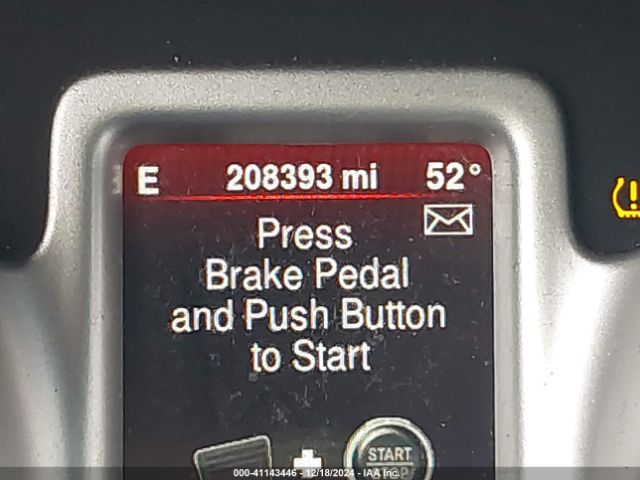 E 208393 mi 52°
Press
Brake Pedal
and Push Button
to Start
START
000-41143446 - 12/18/2024 - IAA Inc.